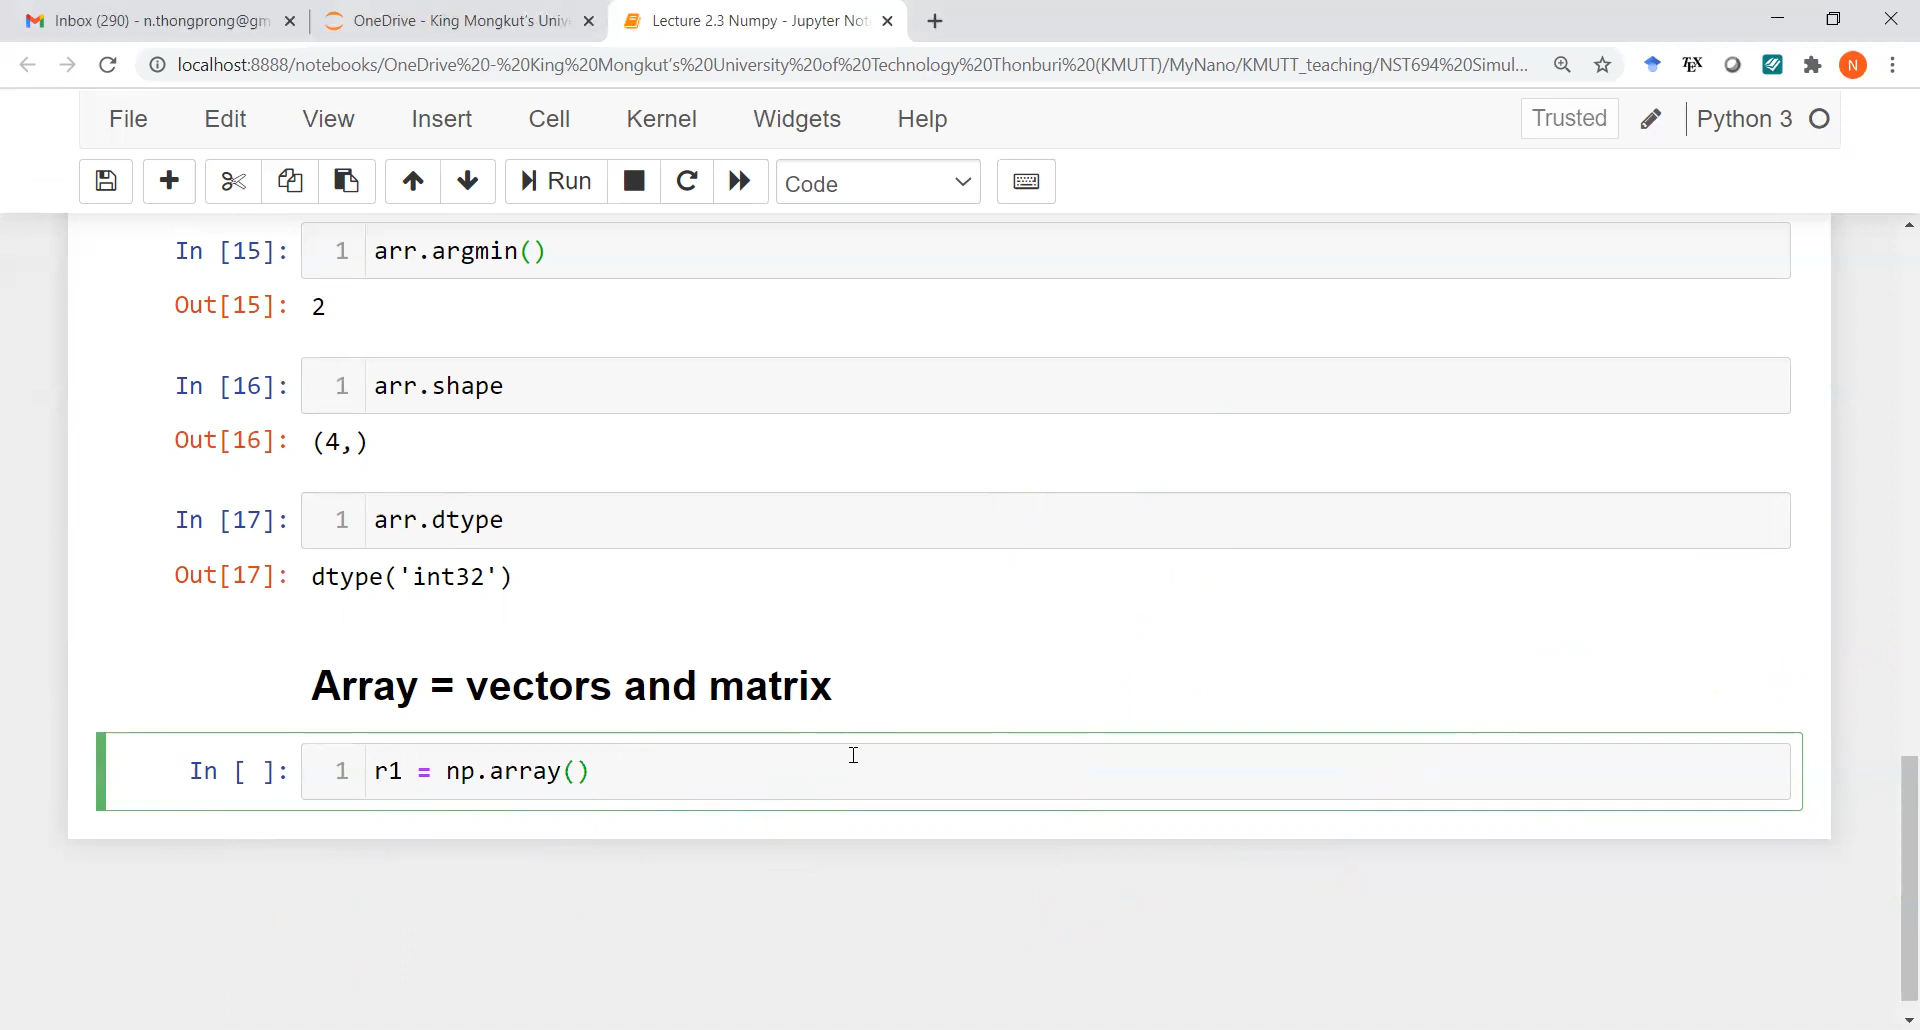 Inbox (290) - n.thongprong@gm
OneDrive - King Mongkut's Univ
Lecture 2.3 Numpy - Jupyter Not
localhost:8888/notebooks/OneDrive%20-%20King%20Mongkut's%20University%20of%20Technology%20Thonburi%20(KMUTT)/MyNano/KMUTT_teaching/NST694%20Simul...
N
File Edit View Insert Cell Kernel Widgets Help Trusted Python 3
Run Code
In [15]: 1 arr.argmin()
Out[15]: 2
In [16]: 1 arr.shape
Out[16]: (4,)
In [17]: 1 arr.dtype
Out[17]: dtype('int32')
Array = vectors and matrix
In [ ]: 1 r1 = np.array()